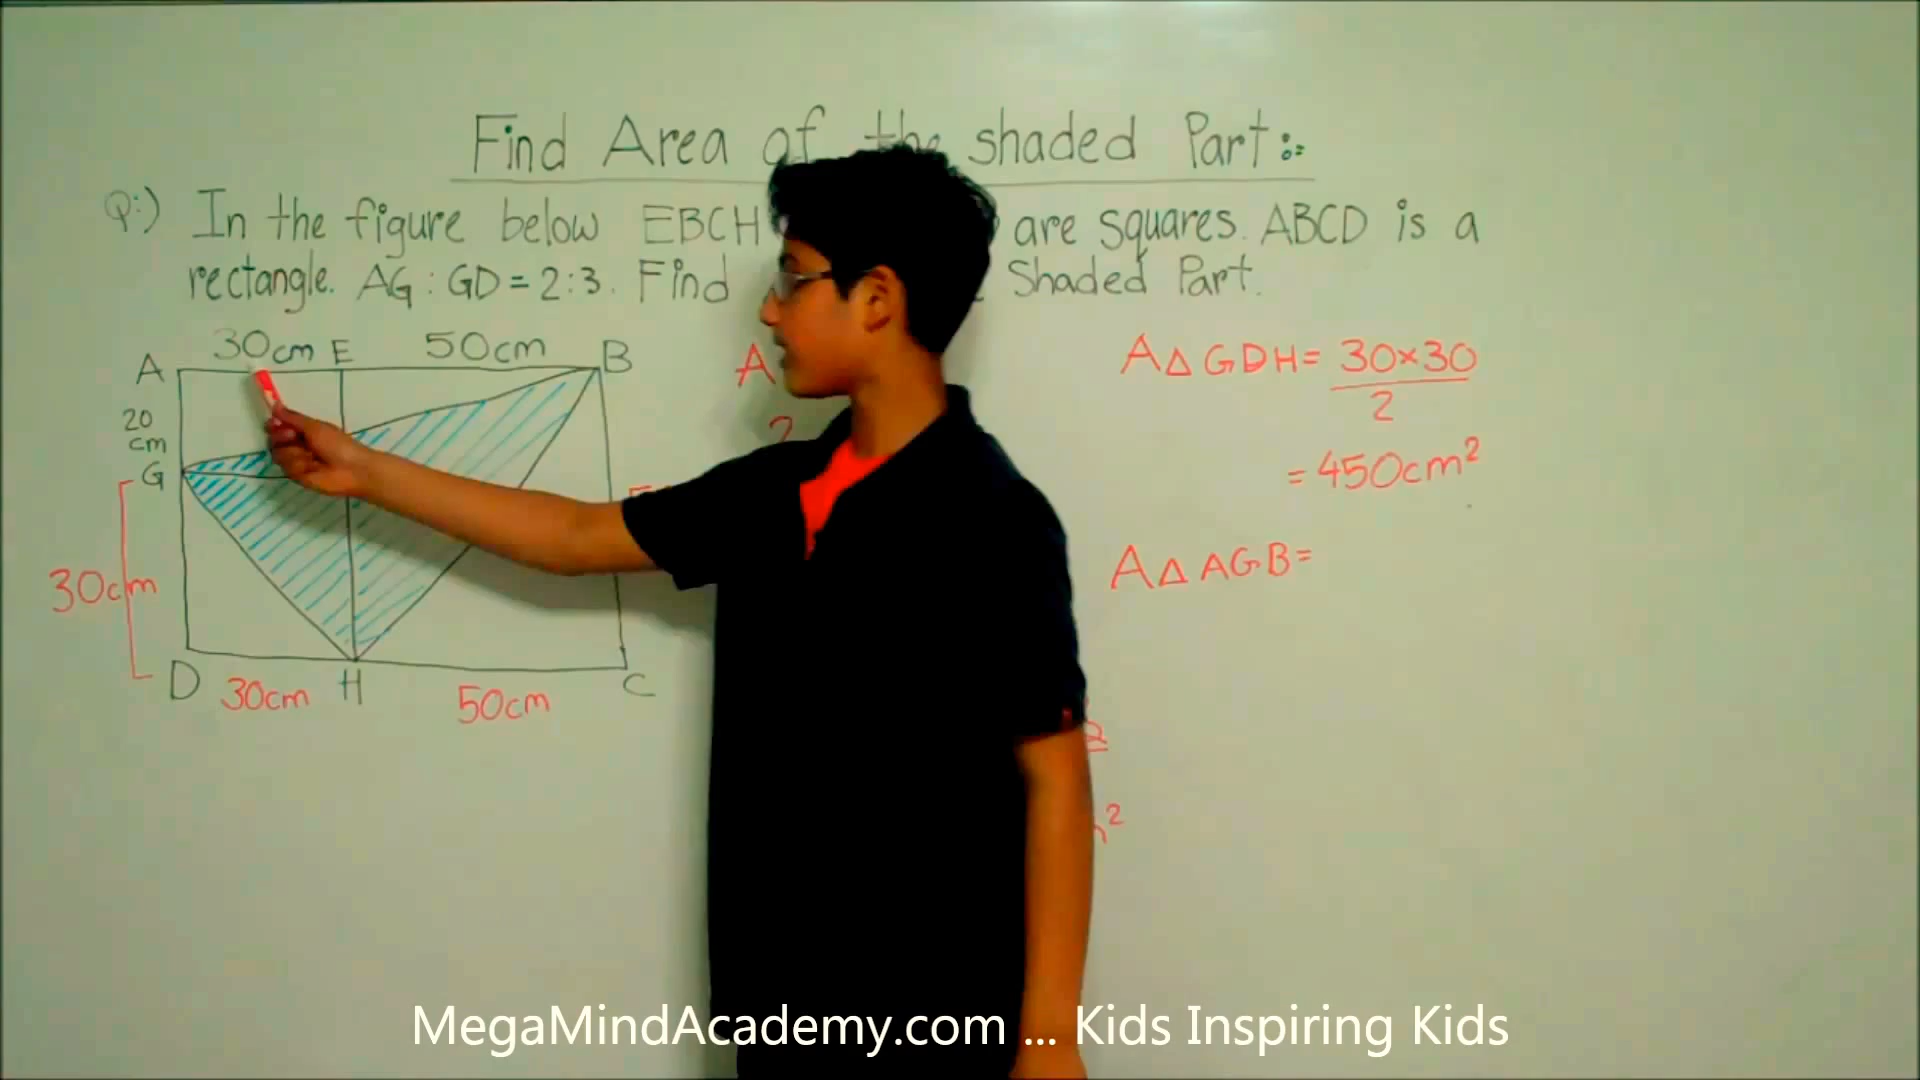 Find Area of the shaded Part:-
Q:) In the figure below EBCH are squares. ABCD is a
rectangle. AG : GD = 2:3. Find Shaded Part.
A 30cm E 50cm B
20
cm
G
30cm
D 30cm H 50cm C
A
2
A△GDH = 30×30
2
= 450cm²
A△AGB=
2
MegaMindAcademy.com ... Kids Inspiring Kids